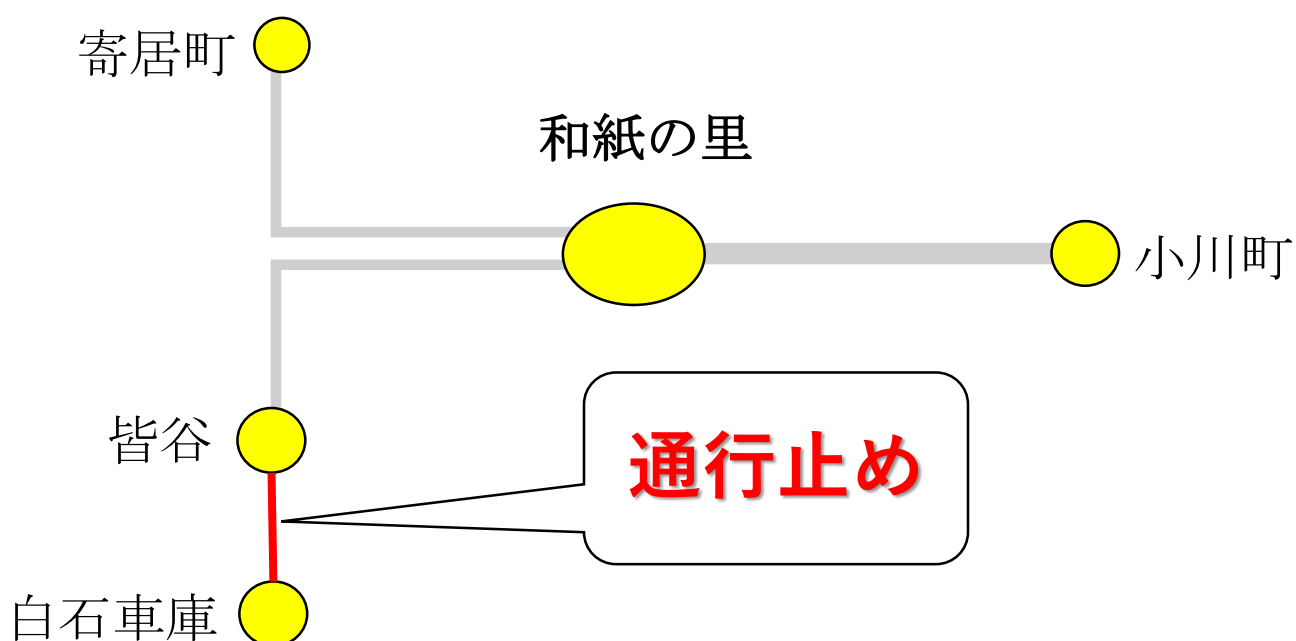 寄居町
和紙の里
小川町
皆谷
通行止め
白石車庫